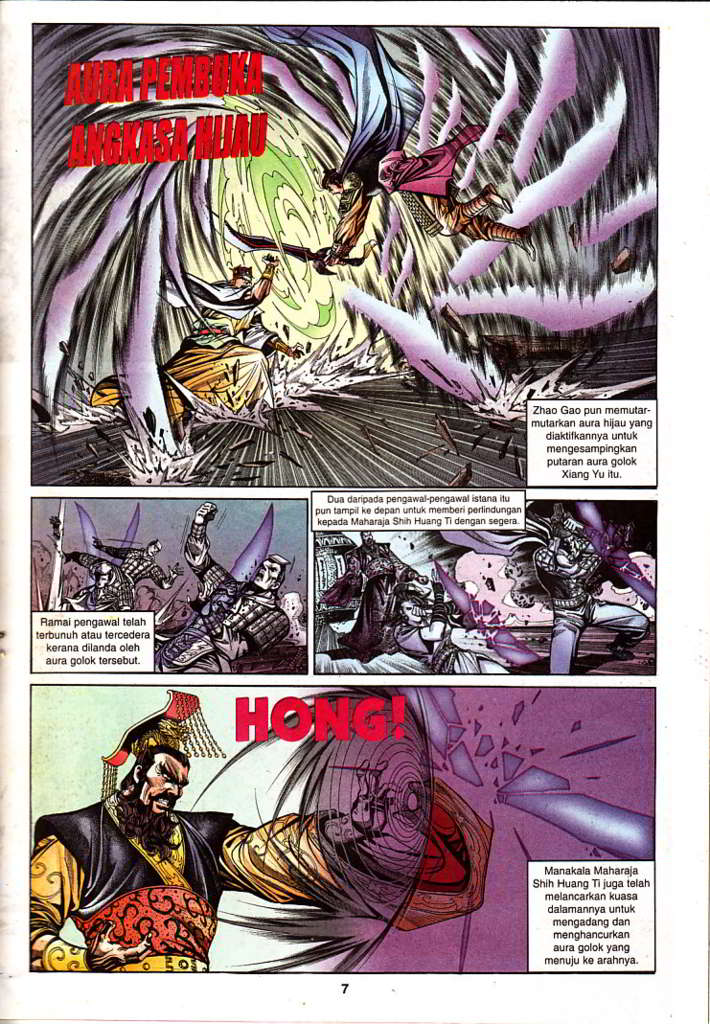 AURA PEMBUKA
ANGKASA HIJAU
Zhao Gao pun memutar-
mutarkan aura hijau yang
diaktifkannya untuk
mengesampingkan
putaran aura golok
Xiang Yu itu.
Ramai pengawal telah
terbunuh atau tercedera
kerana dilanda oleh
aura golok tersebut.
Dua daripada pengawal-pengawal istana itu
pun tampil ke depan untuk memberi perlindungan
kepada Maharaja Shih Huang Ti dengan segera.
HONG!
Manakala Maharaja
Shih Huang Ti juga telah
melancarkan kuasa
dalamannya untuk
mengadang dan
menghancurkan
aura golok yang
menuju ke arahnya.
7